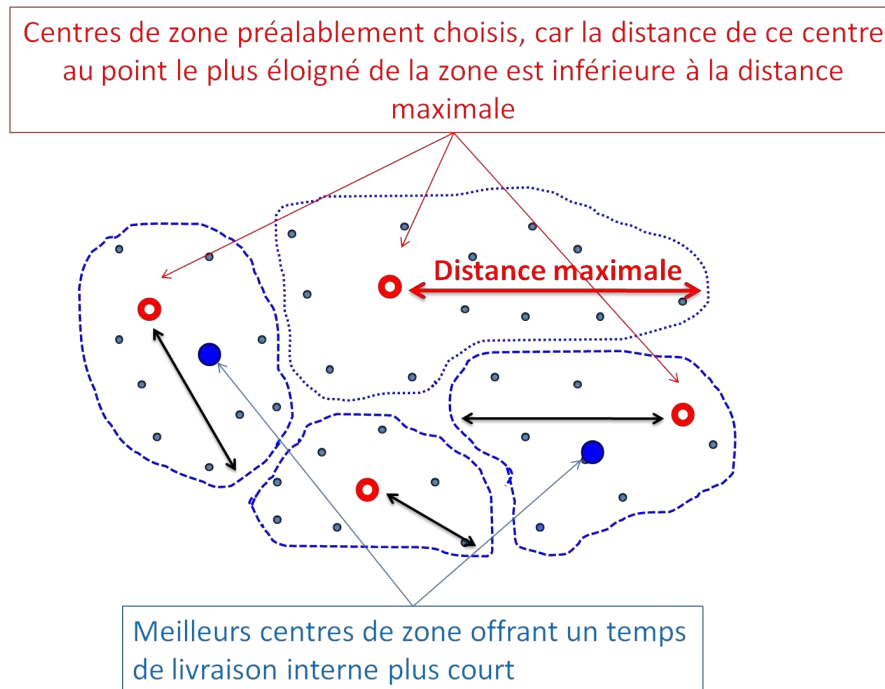 Centres de zone préalablement choisis, car la distance de ce centre
au point le plus éloigné de la zone est inférieure à la distance
maximale
Distance maximale
Meilleurs centres de zone offrant un temps
de livraison interne plus court